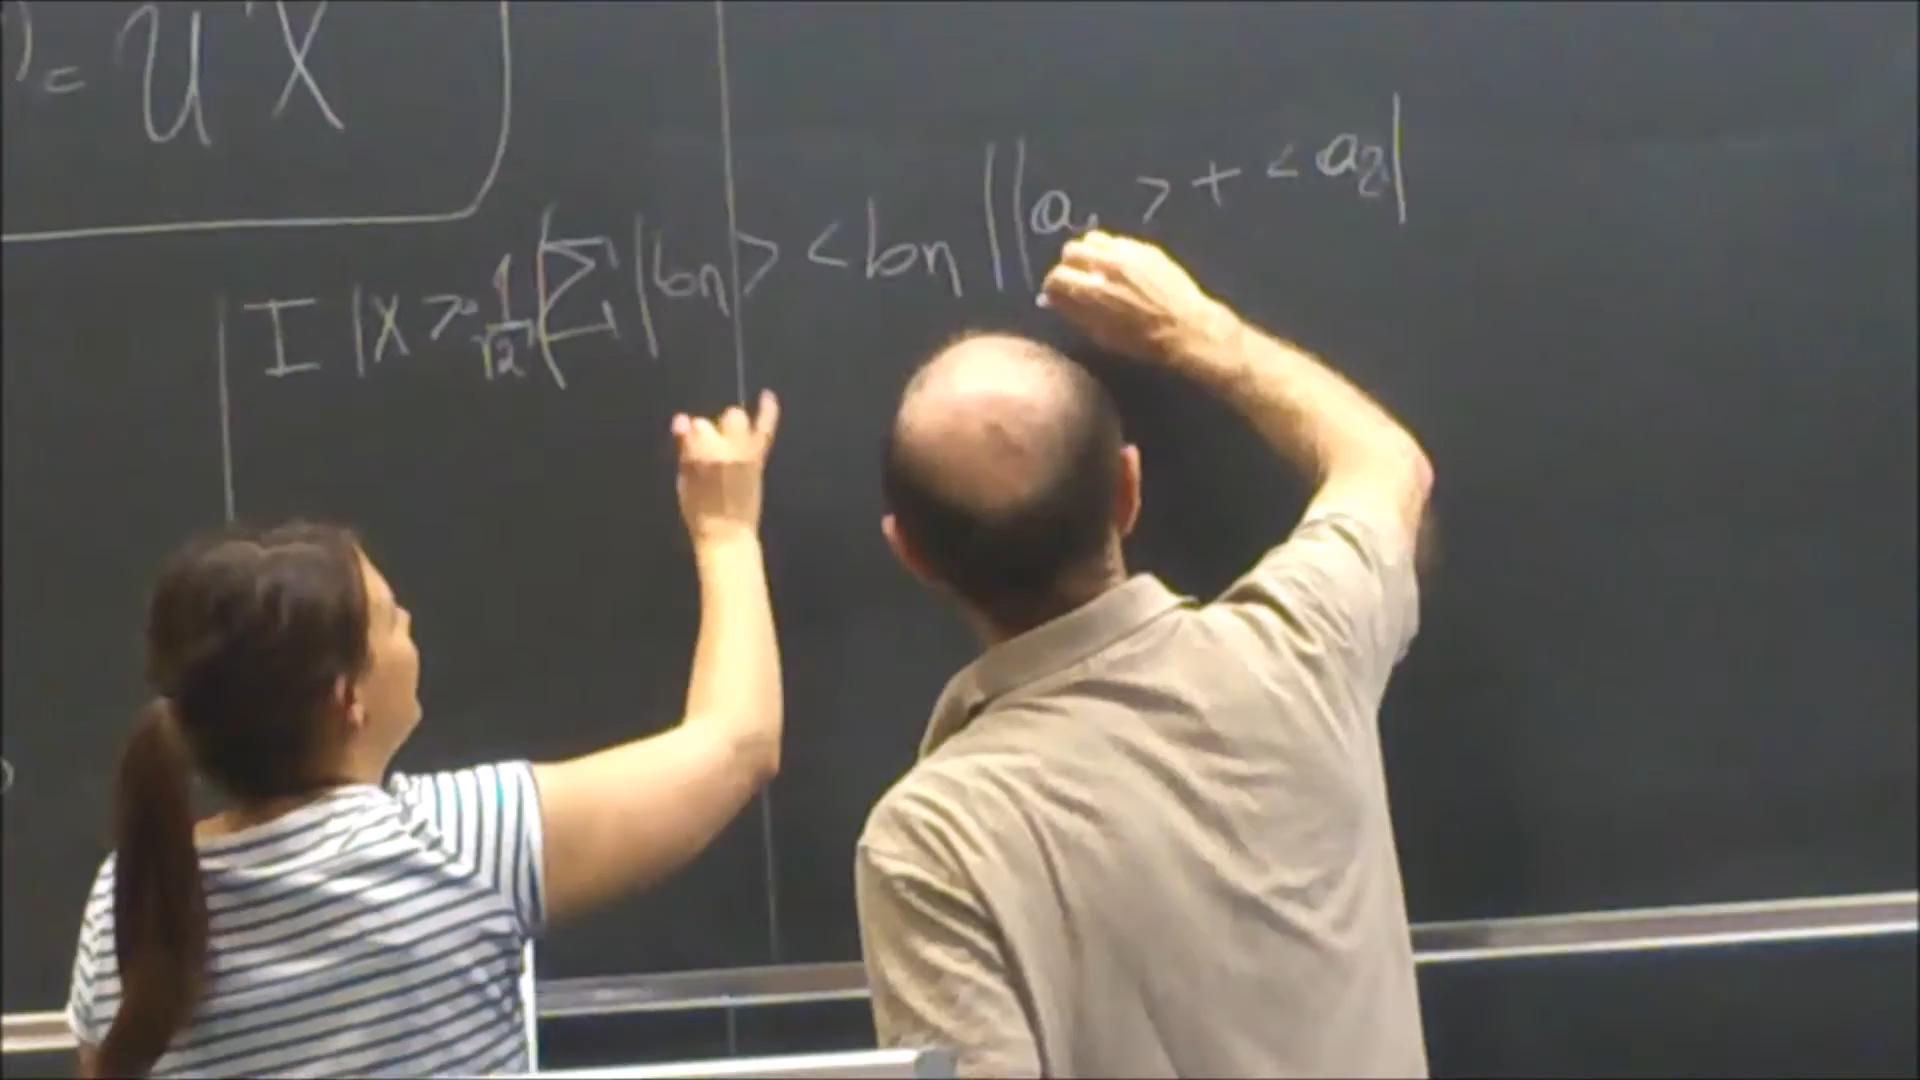 ) = U⁺X
I |X> = 1/√2 (Σ |bn> <bn| |a₁> + <a₂|